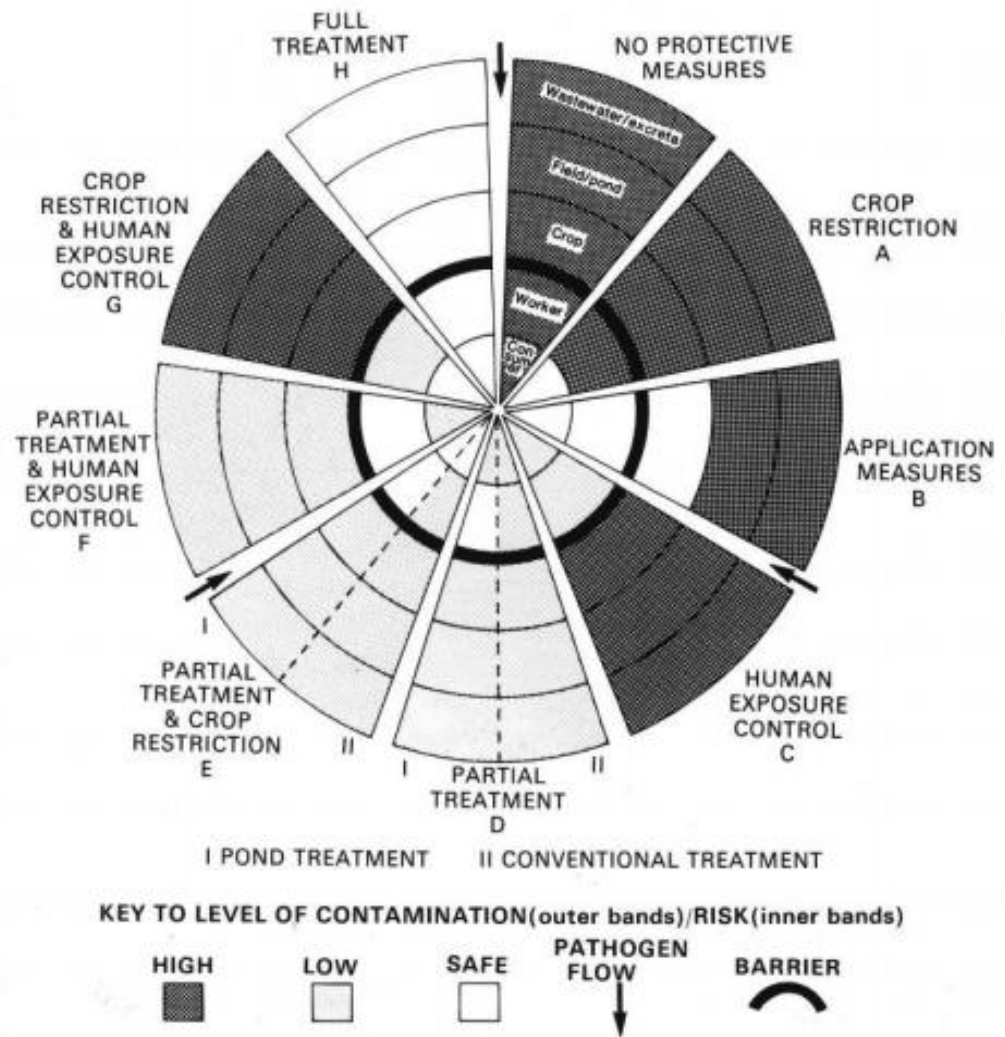 FULL
TREATMENT
H
NO PROTECTIVE
MEASURES
Wastewater/excreta
Field/pond
Crop
Worker
Con
sum
er
CROP
RESTRICTION
A
APPLICATION
MEASURES
B
HUMAN
EXPOSURE
CONTROL
C
I
II
PARTIAL
TREATMENT
D
I
II
PARTIAL
TREATMENT
& CROP
RESTRICTION
E
PARTIAL
TREATMENT
& HUMAN
EXPOSURE
CONTROL
F
CROP
RESTRICTION
& HUMAN
EXPOSURE
CONTROL
G
I POND TREATMENT II CONVENTIONAL TREATMENT
KEY TO LEVEL OF CONTAMINATION(outer bands)/RISK(inner bands)
HIGH LOW SAFE PATHOGEN FLOW BARRIER